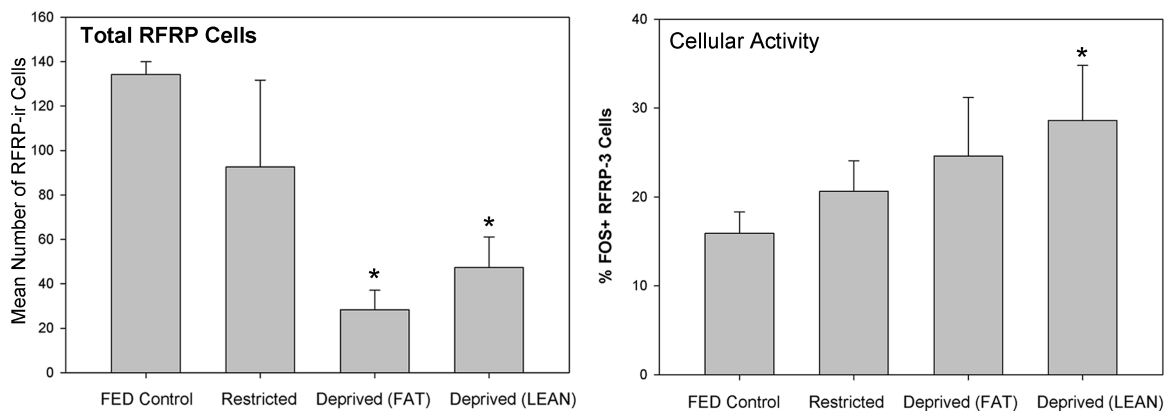 Total RFRP Cells
Mean Number of RFRP-ir Cells
160
140
120
100
80
60
40
20
0
*
*
FED Control Restricted Deprived (FAT) Deprived (LEAN)
Cellular Activity
% FOS+ RFRP-3 Cells
40
30
20
10
0
*
FED Control Restricted Deprived (FAT) Deprived (LEAN)